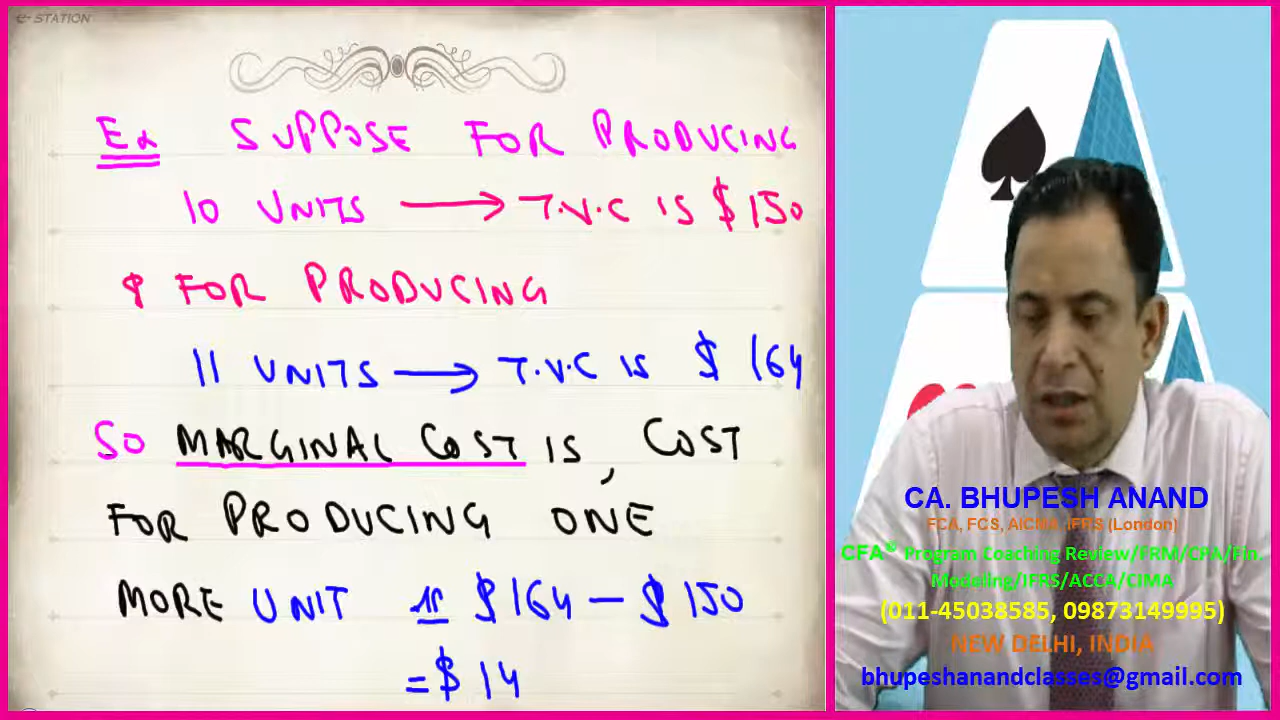 e-STATION
Ex SUPPOSE FOR PRODUCING
10 UNITS → T.V.C IS $150
& FOR PRODUCING
11 UNITS → T.V.C IS $ 164
SO MARGINAL COST IS, COST
FOR PRODUCING ONE
MORE UNIT $164 – $150
= $ 14
CA. BHUPESH ANAND
FCA, FCS, AICMA, IFRS (London)
CFA© Program Coaching Review/FRM/CPA/Fin.
Modeling/IFRS/ACCA/CIMA
(011-45038585, 09873149995)
NEW DELHI, INDIA
bhupeshanandclasses@gmail.com